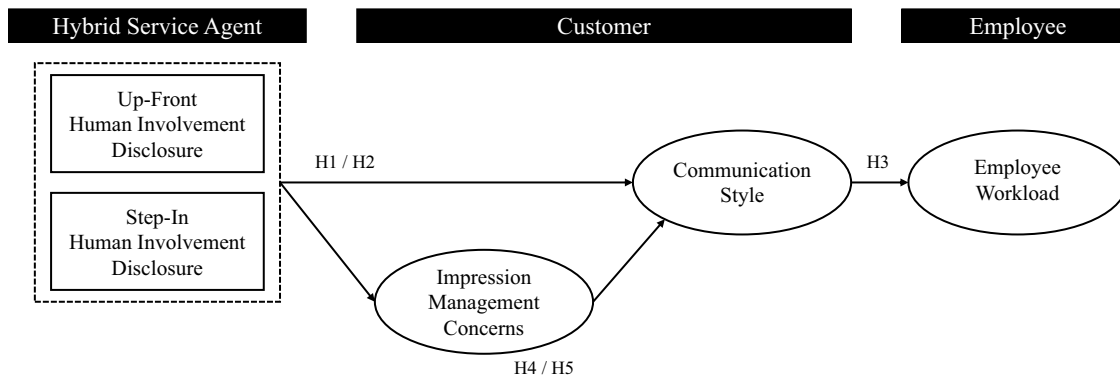 Hybrid Service Agent
Customer
Employee
Up-Front
Human Involvement
Disclosure
Step-In
Human Involvement
Disclosure
H1 / H2
Communication
Style
H3
Employee
Workload
Impression
Management
Concerns
H4 / H5